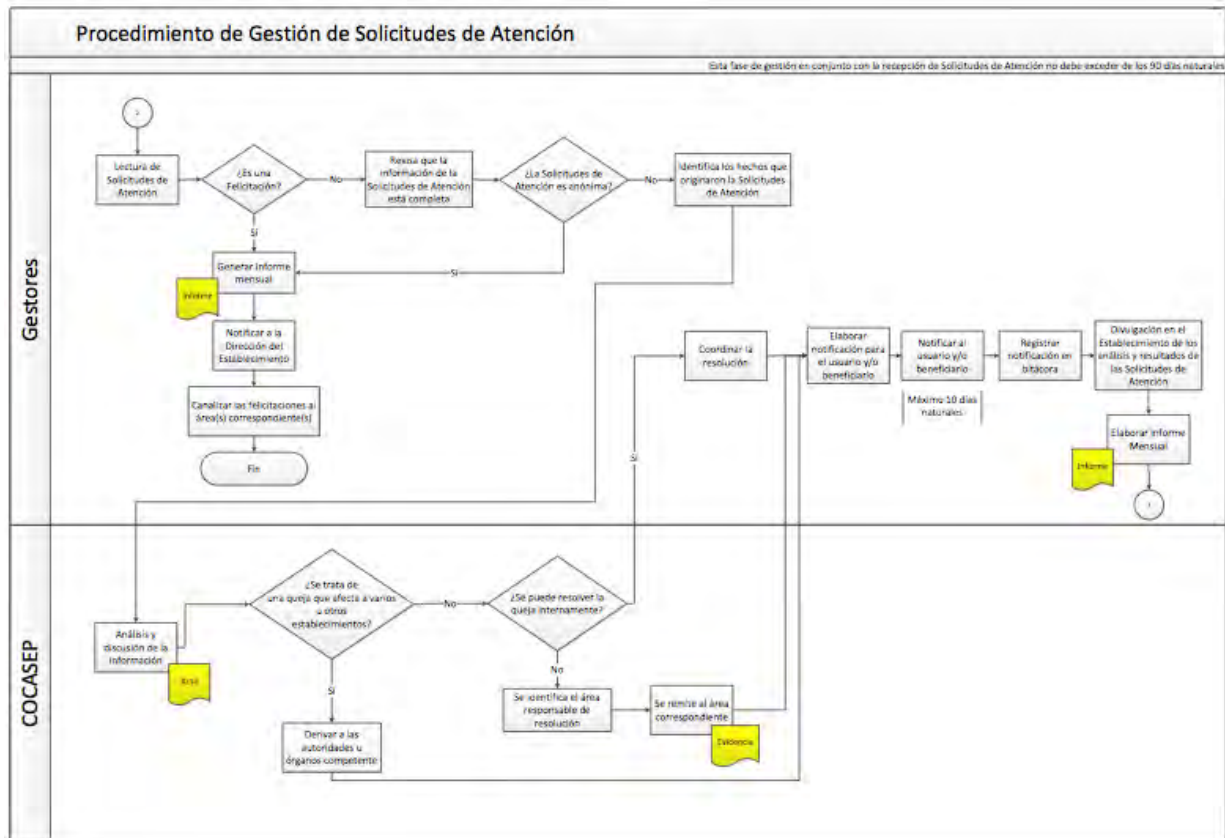 Procedimiento de Gestión de Solicitudes de Atención
Esta fase de gestión en conjunto con la recepción de Solicitudes de Atención no debe exceder de los 90 días naturales
Gestores
Lectura de
Solicitudes de
Atención
¿Es una
Felicitación?
No
Revisa que la
información de la
Solicitudes de Atención
está completa
¿La Solicitudes de
Atención es anónima?
No
Identifica los hechos que
originaron la Solicitudes
de Atención
Sí
Sí
Generar Informe
mensual
Informe
Notificar a la
Dirección del
Establecimiento
Canalizar las felicitaciones al
área(s) correspondiente(s)
Fin
Coordinar la
resolución
Elaborar
notificación para
el usuario y/o
beneficiario
Notificar al
usuario y/o
beneficiario
Máximo 10 días
naturales
Registrar
notificación en
bitácora
Divulgación en el
Establecimiento de los
análisis y resultados de
las Solicitudes de
Atención
Elaborar Informe
Mensual
Informe
Sí
COCASEP
Análisis y
discusión de la
información
¿Se trata de
una queja que afecta a varios
u otros
establecimientos?
No
¿Se puede resolver la
queja internamente?
Sí
No
Derivar a las
autoridades u
órganos competente
Se identifica el área
responsable de
resolución
Se remite al área
correspondiente
Evidencia